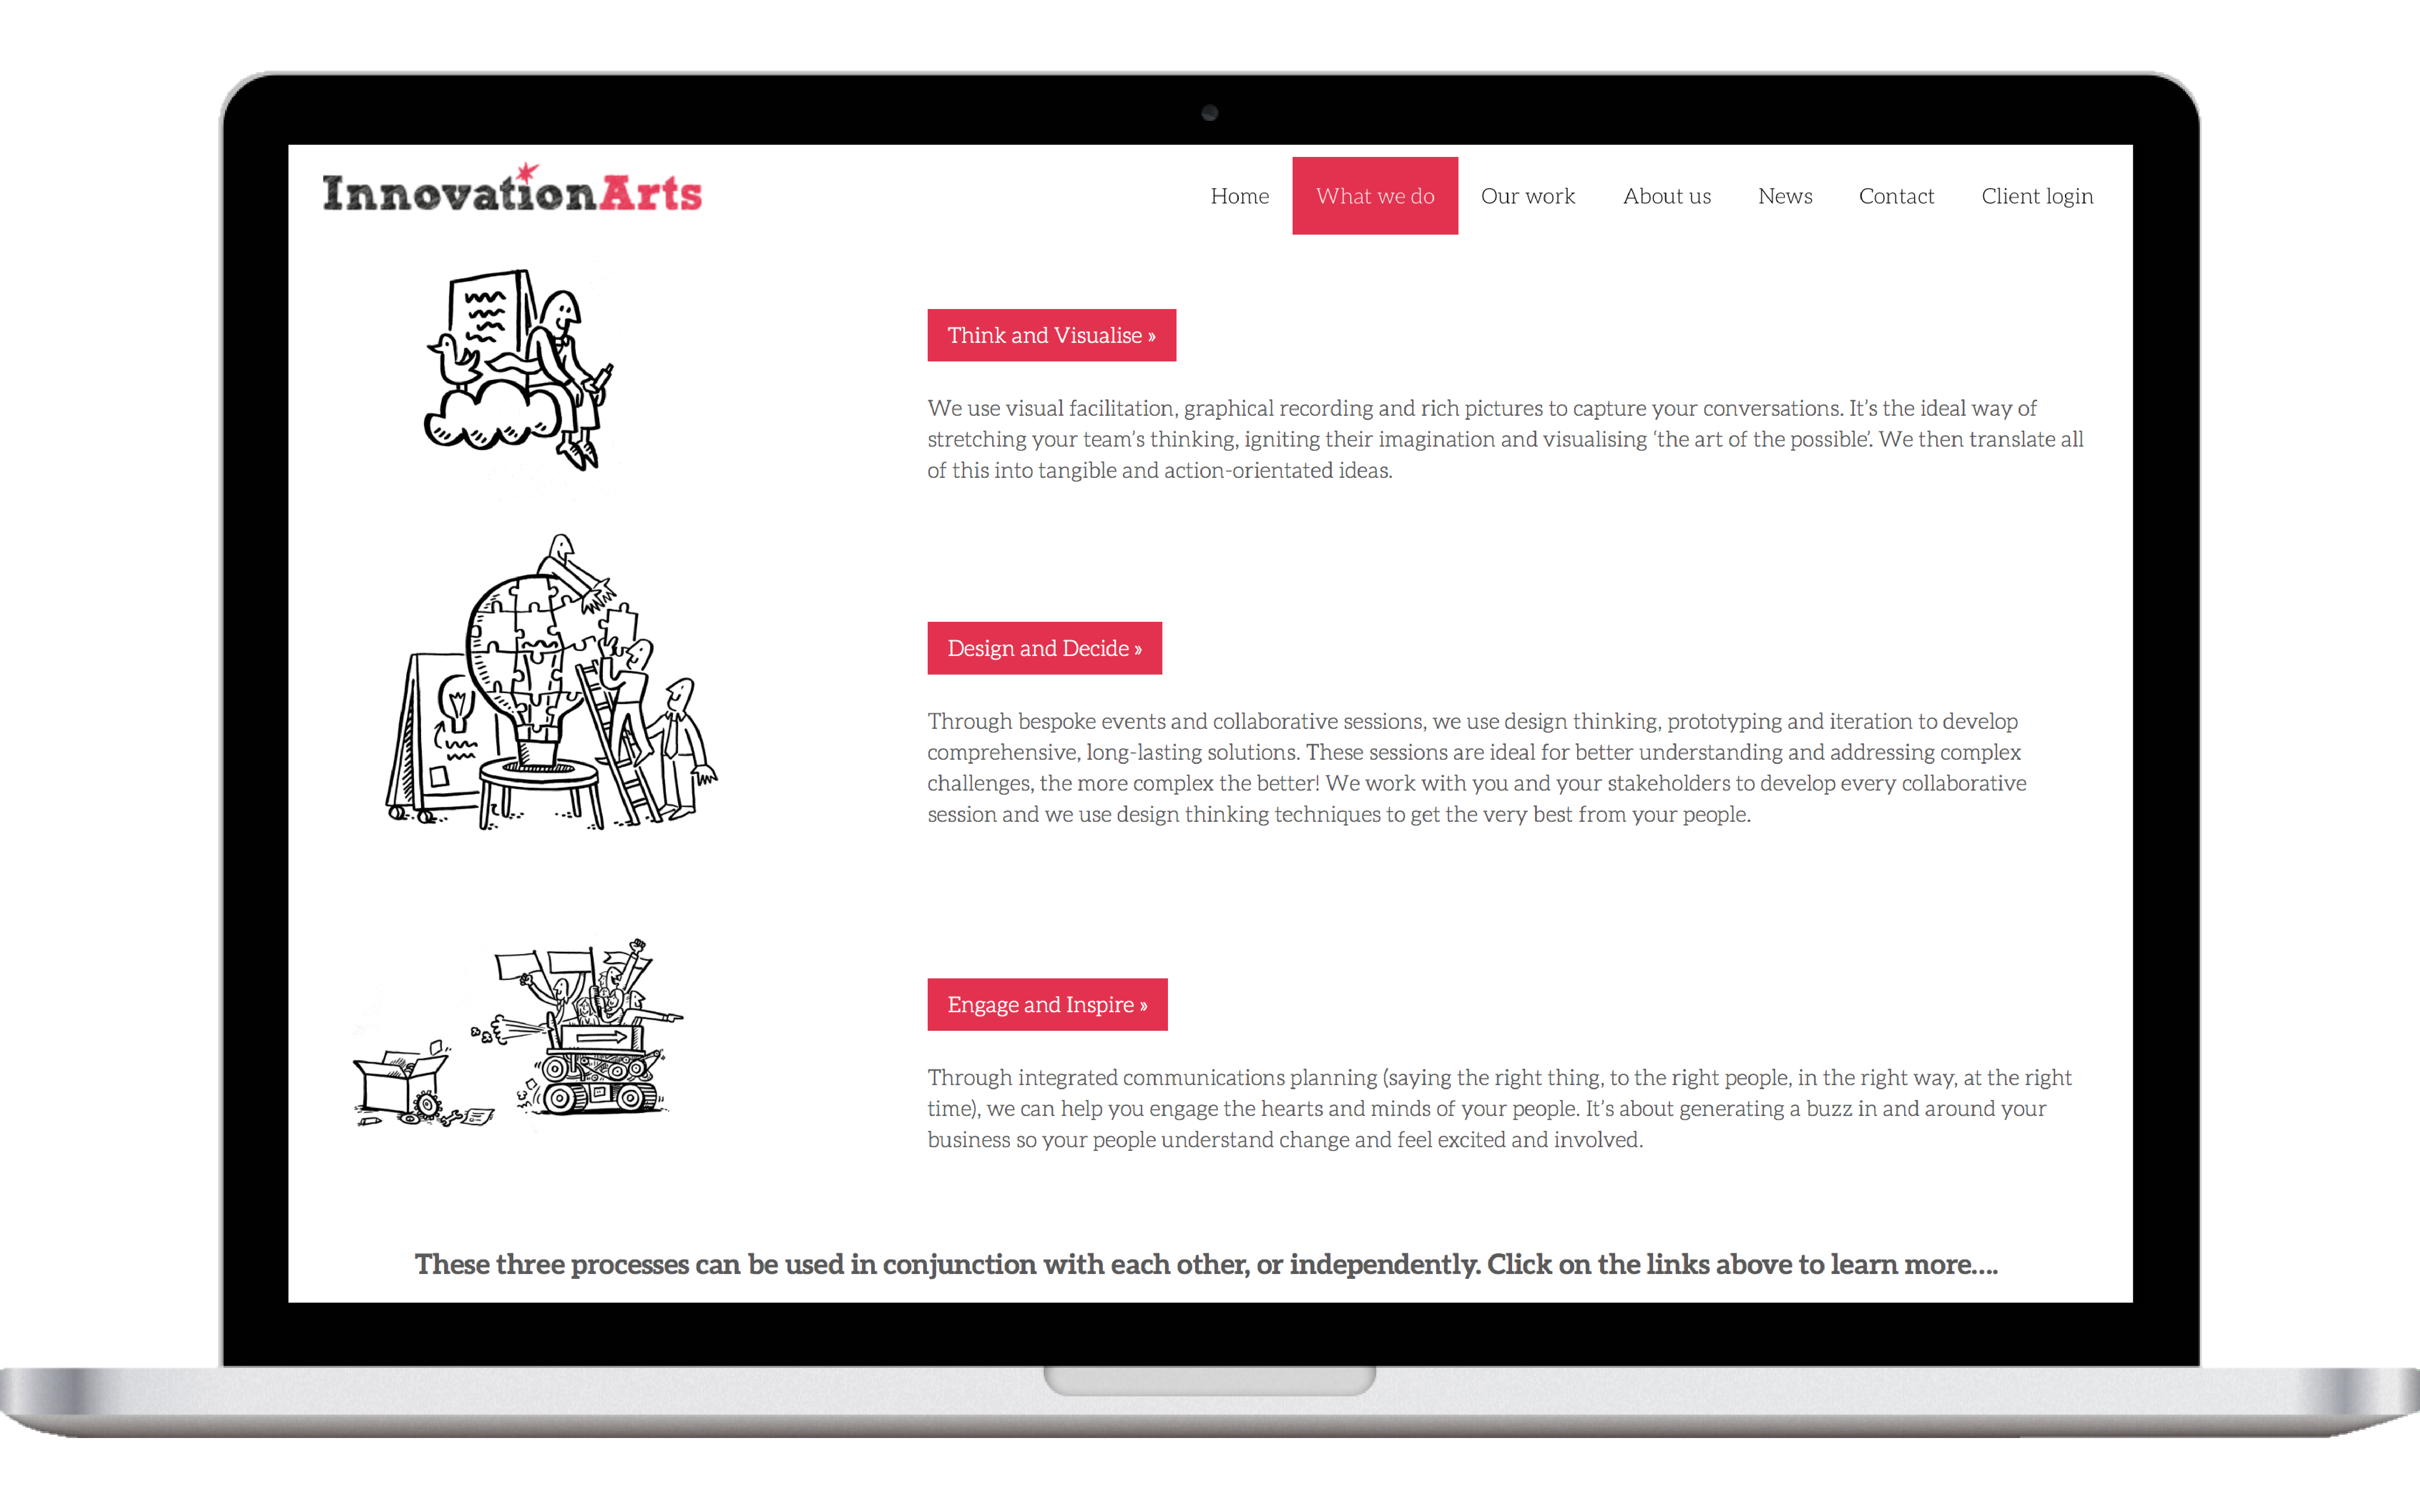 InnovationArts
Home What we do Our work About us News Contact Client login
Think and Visualise »
We use visual facilitation, graphical recording and rich pictures to capture your conversations. It’s the ideal way of
stretching your team’s thinking, igniting their imagination and visualising ‘the art of the possible’. We then translate all
of this into tangible and action-orientated ideas.
Design and Decide »
Through bespoke events and collaborative sessions, we use design thinking, prototyping and iteration to develop
comprehensive, long-lasting solutions. These sessions are ideal for better understanding and addressing complex
challenges, the more complex the better! We work with you and your stakeholders to develop every collaborative
session and we use design thinking techniques to get the very best from your people.
Engage and Inspire »
Through integrated communications planning (saying the right thing, to the right people, in the right way, at the right
time), we can help you engage the hearts and minds of your people. It’s about generating a buzz in and around your
business so your people understand change and feel excited and involved.
These three processes can be used in conjunction with each other, or independently. Click on the links above to learn more....